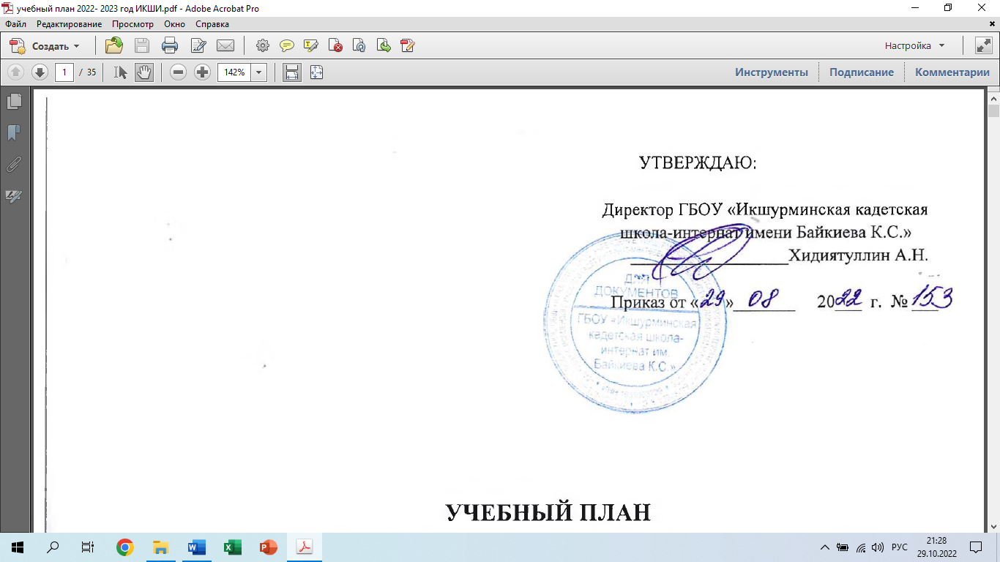 учебный план 2022- 2023 год ИКШИ.pdf - Adobe Acrobat Pro
Файл Редактирование Просмотр Окно Справка
Создать
Настройка
1 / 35
142%
Инструменты Подписание Комментарии
УТВЕРЖДАЮ:
Директор ГБОУ «Икшурминская кадетская
школа-интернат имени Байкиева К.С.»
Хидиятуллин А.Н.
Приказ от «29» 08 2022 г. № 153
ДЛЯ
ДОКУМЕНТОВ
ГБОУ «Икшурминская
кадетская школа-
интернат им.
Байкиева К.С.»
УЧЕБНЫЙ ПЛАН
РУС
21:28
29.10.2022